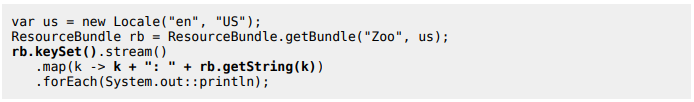 var us = new Locale("en", "US");
ResourceBundle rb = ResourceBundle.getBundle("Zoo", us);
rb.keySet().stream()
   .map(k -> k + ": " + rb.getString(k))
   .forEach(System.out::println);